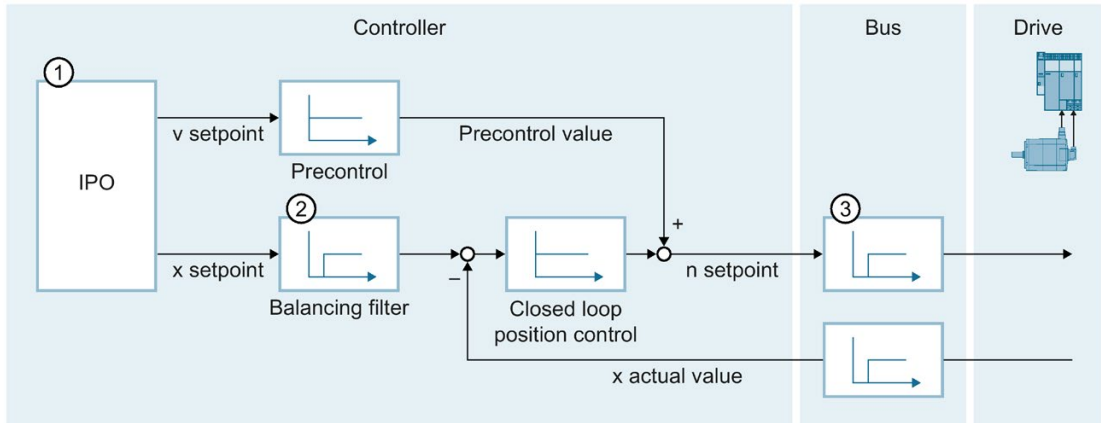 Controller
Bus
Drive
1
IPO
v setpoint
Precontrol value
Precontrol
+
2
3
x setpoint
Balancing filter
–
n setpoint
Closed loop
position control
x actual value